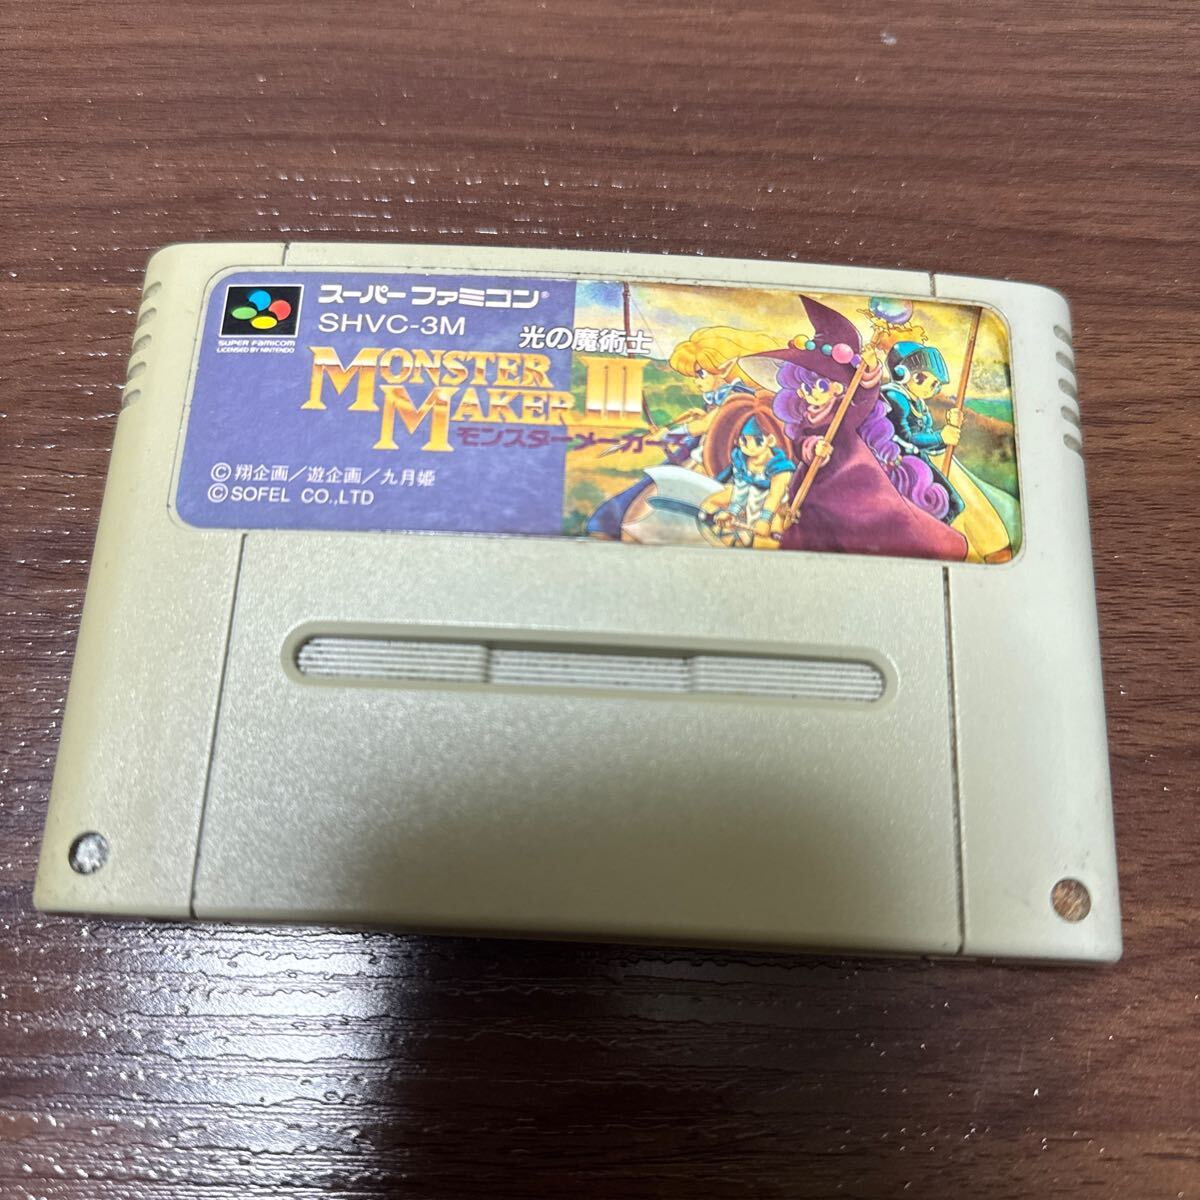 スーパーファミコン®
SHVC-3M
SUPER FAMICOM
LICENSED BY NINTENDO
光の魔術士
MONSTER MAKER III
モンスターメーカー3
©翔企画/遊企画/九月姫
©SOFEL CO.,LTD